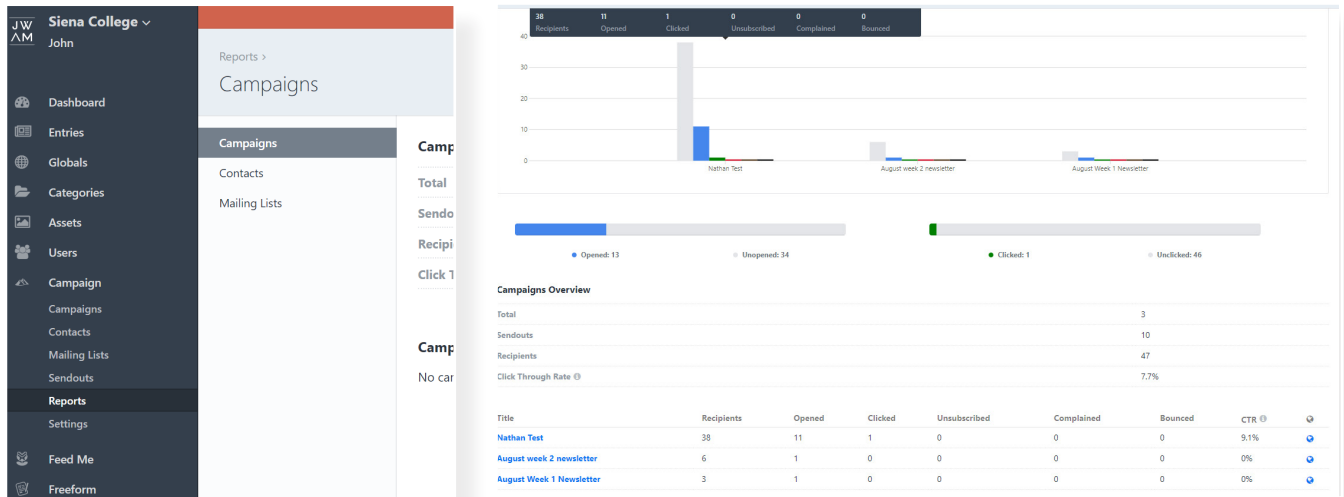 JW
AM
Siena College
John
Dashboard
Entries
Globals
Categories
Assets
Users
Campaign
Campaigns
Contacts
Mailing Lists
Sendouts
Reports
Settings
Feed Me
Freeform
Reports >
Campaigns
Campaigns
Contacts
Mailing Lists
Camp
Total
Sendo
Recipi
Click T
Camp
No car
38 11 1 0 0 0
Recipients Opened Clicked Unsubscribed Complained Bounced
40
30
20
10
0
Nathan Test August week 2 newsletter August Week 1 Newsletter
Opened: 13 Unopened: 34 Clicked: 1 Unclicked: 46
Campaigns Overview
Total 3
Sendouts 10
Recipients 47
Click Through Rate 7.7%
Title Recipients Opened Clicked Unsubscribed Complained Bounced CTR
Nathan Test 38 11 1 0 0 0 9.1%
August week 2 newsletter 6 1 0 0 0 0 0%
August Week 1 Newsletter 3 1 0 0 0 0 0%